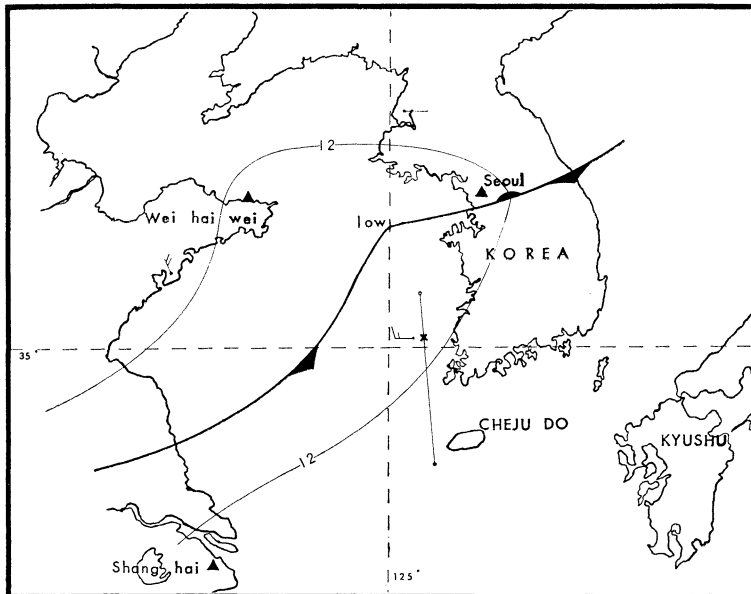 12
Seoul
Wei hai wei
low
KOREA
35°
CHEJU DO
KYUSHU
12
Shang hai
125°